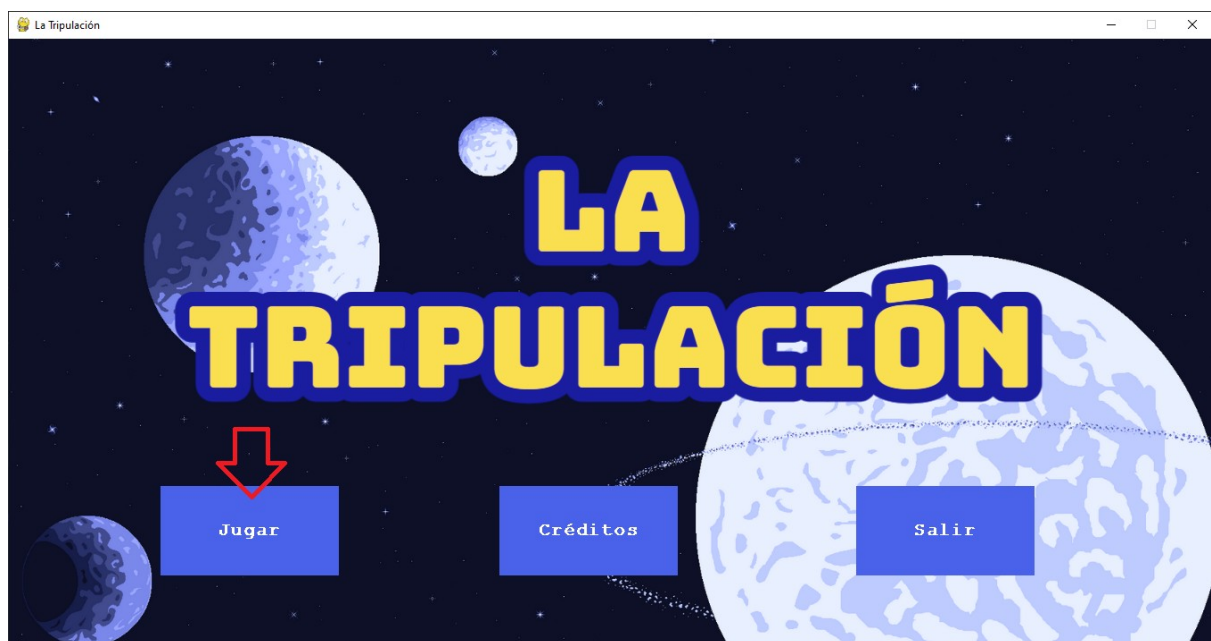 La Tripulación
LA
TRIPULACIÓN
Jugar
Créditos
Salir